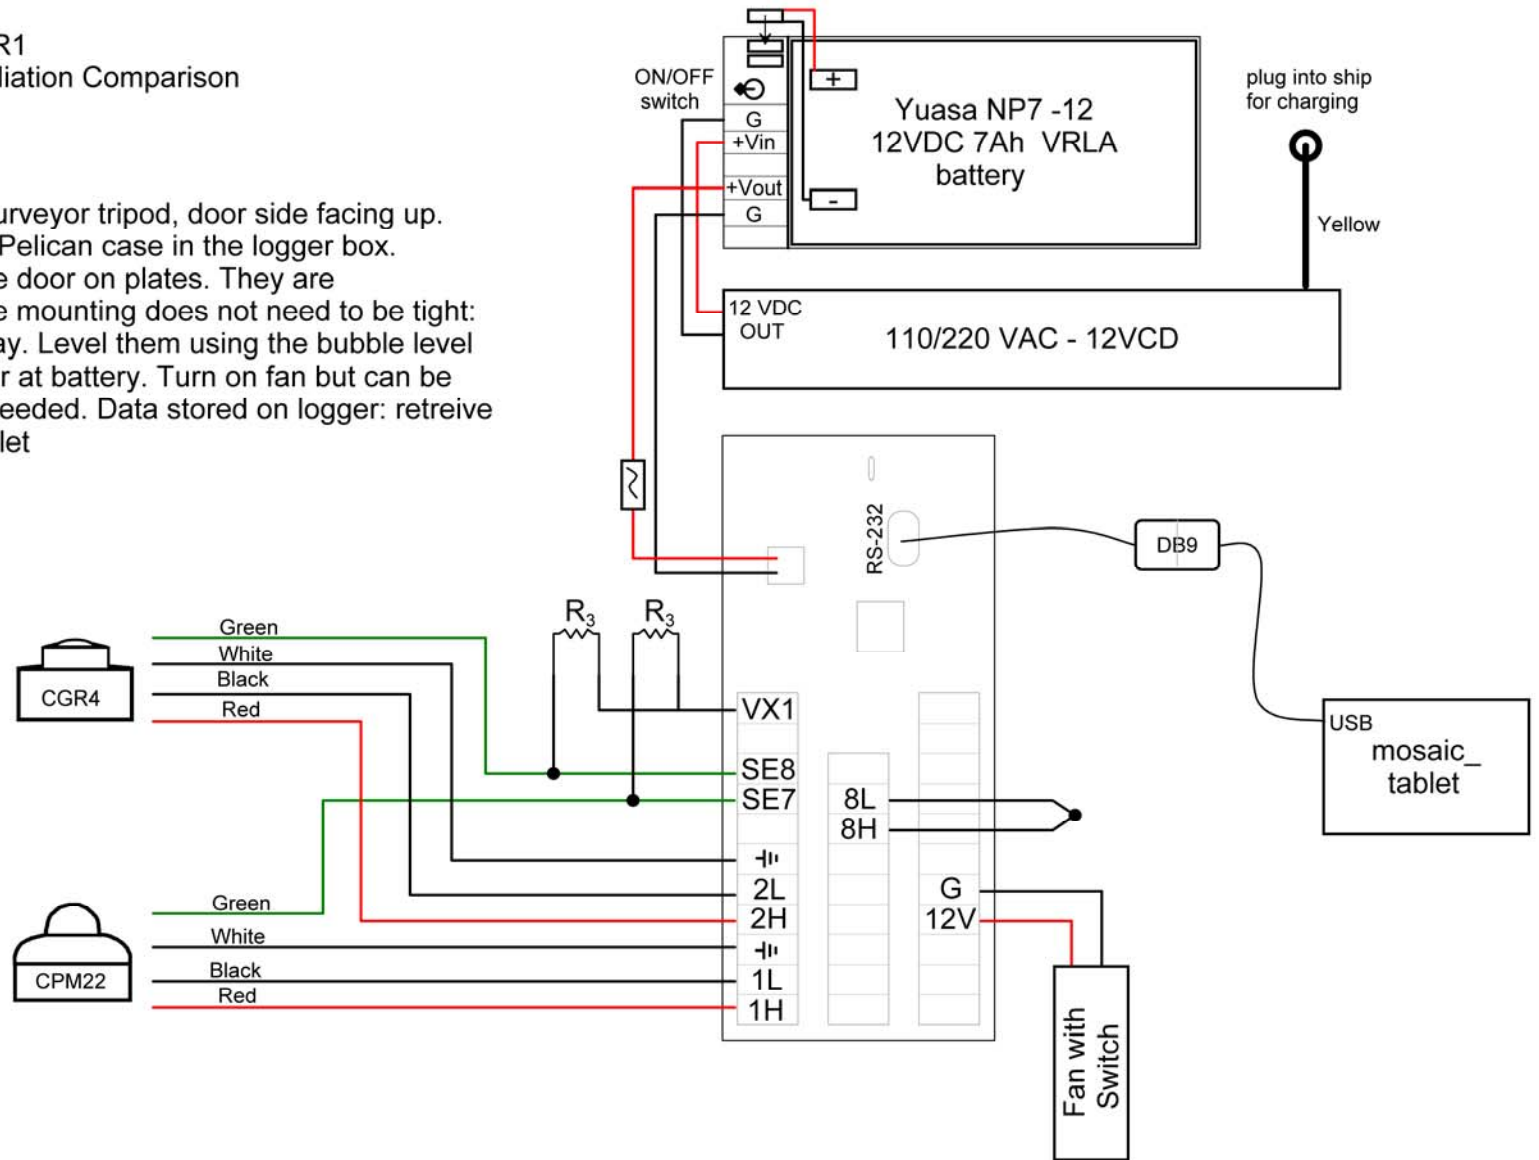 R1
liation Comparison
urveyor tripod, door side facing up.
Pelican case in the logger box.
e door on plates. They are
e mounting does not need to be tight:
ay. Level them using the bubble level
r at battery. Turn on fan but can be
eeded. Data stored on logger: retreive
let
ON/OFF
switch
G
+Vin
+Vout
G
+
-
Yuasa NP7 -12
12VDC 7Ah VRLA
battery
plug into ship
for charging
Yellow
12 VDC
OUT
110/220 VAC - 12VCD
RS-232
DB9
USB
mosaic_
tablet
R3
R3
Green
White
Black
Red
CGR4
VX1
SE8
SE7
2L
2H
1L
1H
8L
8H
G
12V
Green
White
Black
Red
CPM22
Fan with
Switch